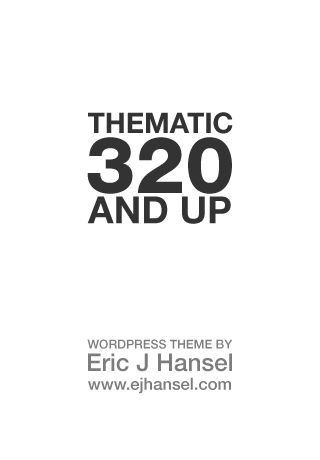 THEMATIC
320
AND UP
WORDPRESS THEME BY
Eric J Hansel
www.ejhansel.com